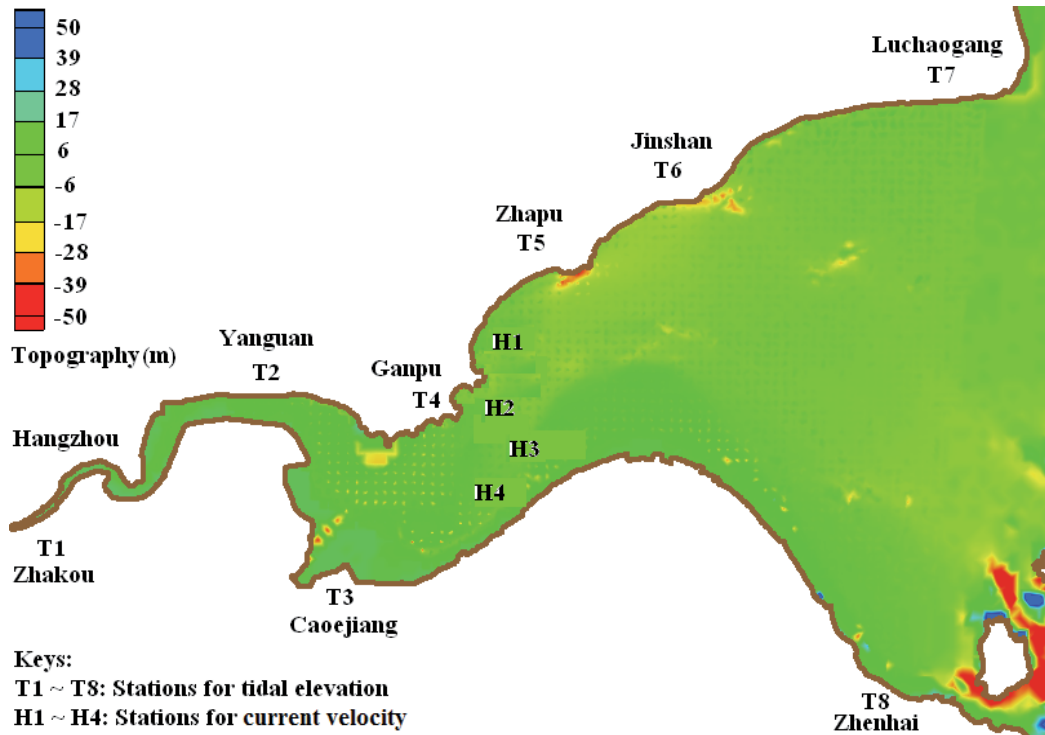 50
39
28
17
6
-6
-17
-28
-39
-50
Topography (m)
Luchaogang
T7
Jinshan
T6
Zhapu
T5
Yanguan
T2
Ganpu
T4
Hangzhou
H1
H2
H3
H4
T1
Zhakou
T3
Caoejiang
T8
Zhenhai
Keys:
T1 ~ T8: Stations for tidal elevation
H1 ~ H4: Stations for current velocity